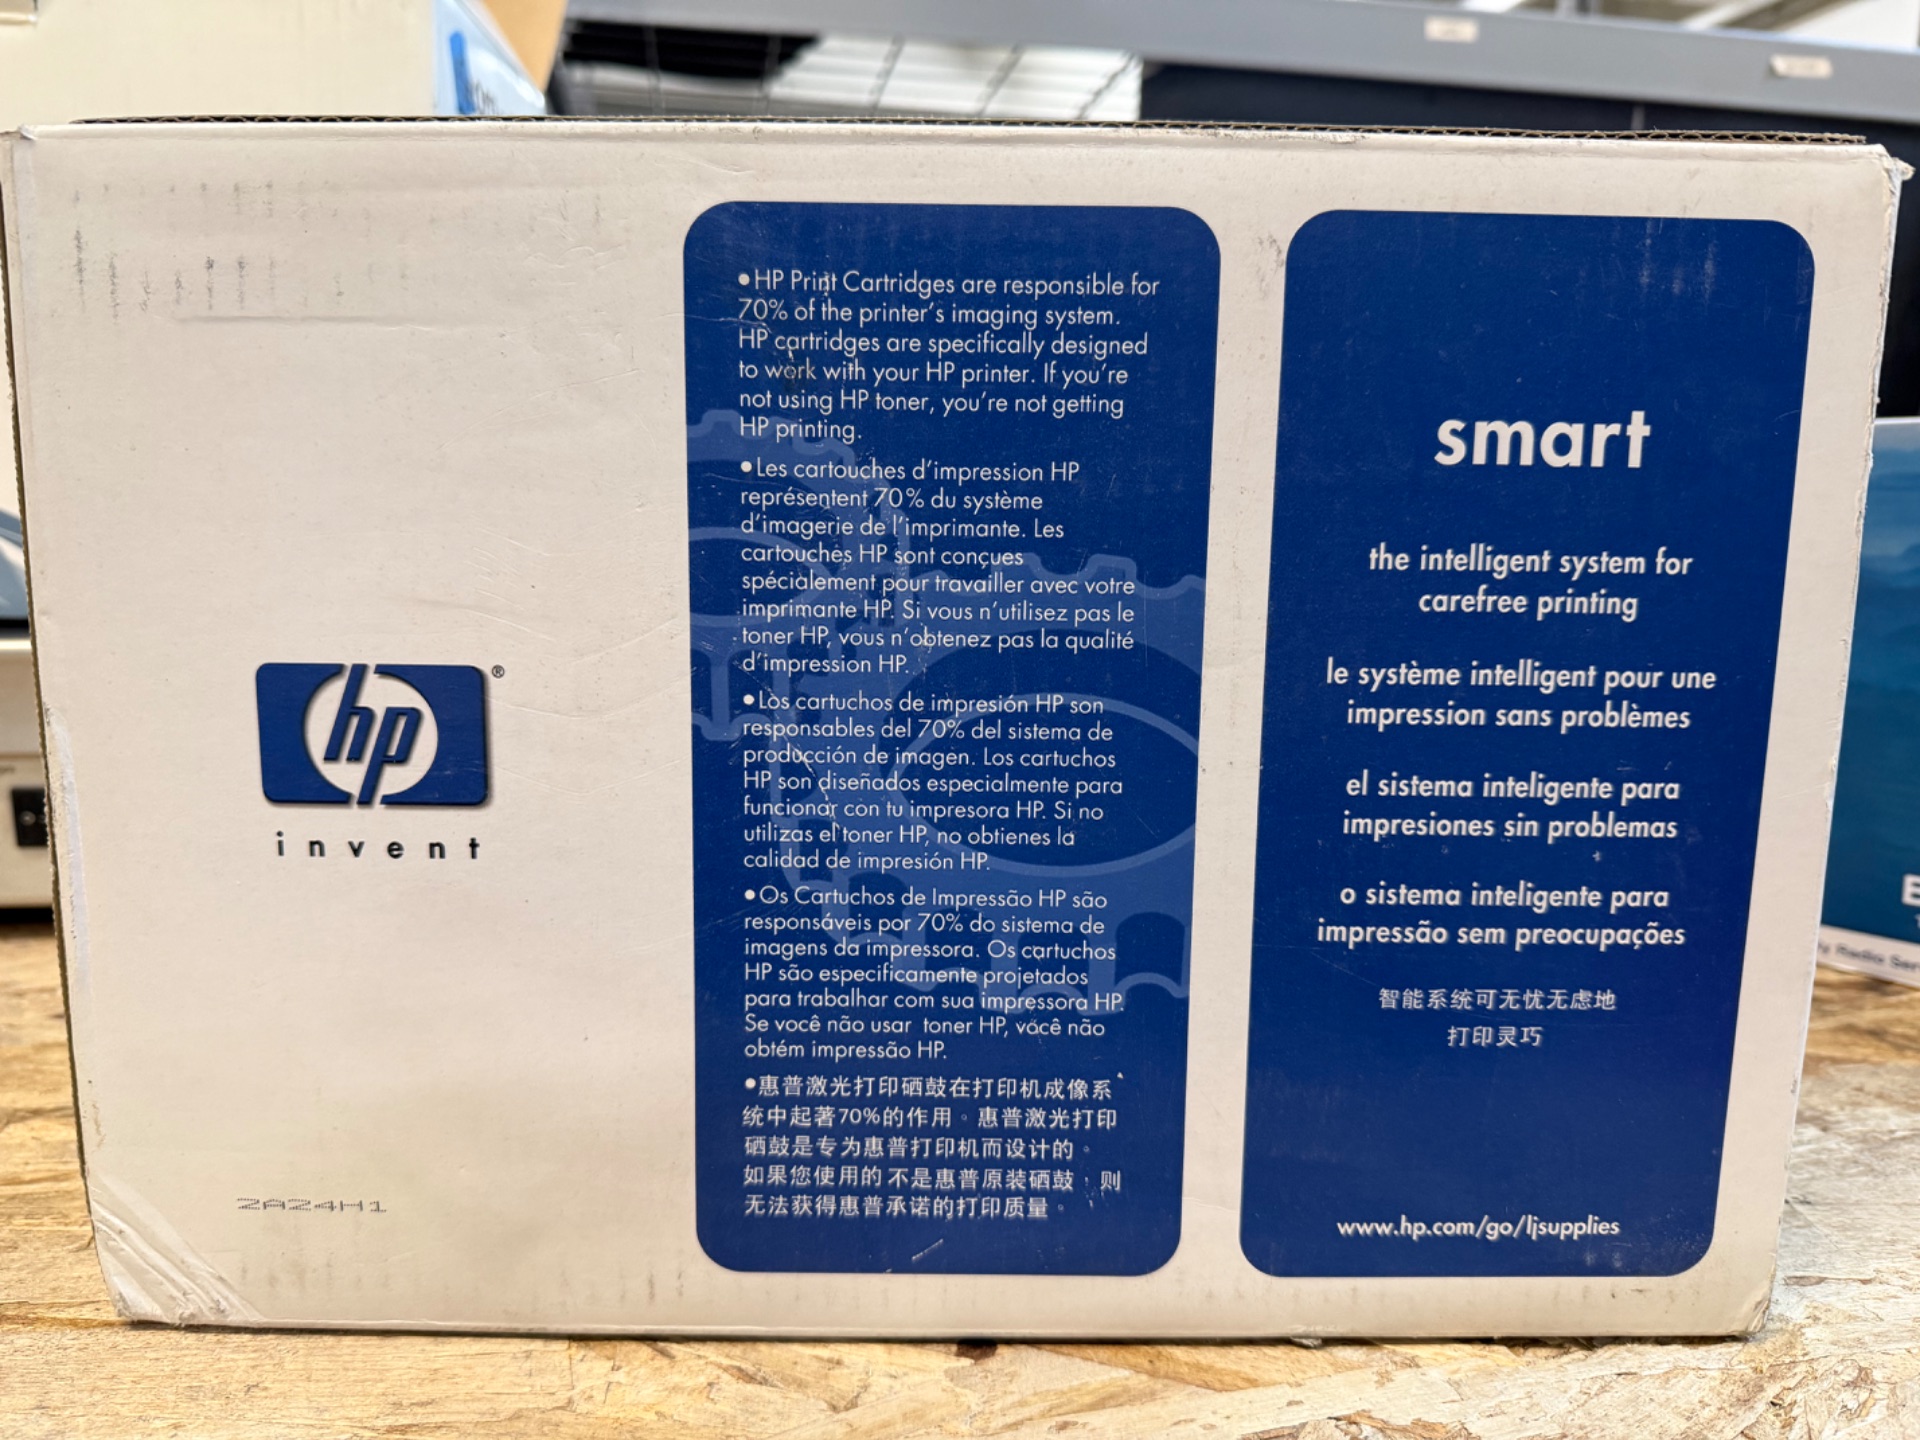 hp
®
invent
2A24H1
•HP Print Cartridges are responsible for
70% of the printer's imaging system.
HP cartridges are specifically designed
to work with your HP printer. If you're
not using HP toner, you're not getting
HP printing.
•Les cartouches d'impression HP
représentent 70% du système
d'imagerie de l'imprimante. Les
cartouches HP sont conçues
spécialement pour travailler avec votre
imprimante HP. Si vous n'utilisez pas le
toner HP, vous n'obtenez pas la qualité
d'impression HP.
•Los cartuchos de impresión HP son
responsables del 70% del sistema de
producción de imagen. Los cartuchos
HP son diseñados especialmente para
funcionar con tu impresora HP. Si no
utilizas el toner HP, no obtienes la
calidad de impresión HP.
•Os Cartuchos de Impressão HP são
responsáveis por 70% do sistema de
imagens da impressora. Os cartuchos
HP são especificamente projetados
para trabalhar com sua impressora HP.
Se você não usar toner HP, você não
obtém impressão HP.
•惠普激光打印硒鼓在打印机成像系
统中起著70%的作用。惠普激光打印
硒鼓是专为惠普打印机而设计的。
如果您使用的不是惠普原装硒鼓，则
无法获得惠普承诺的打印质量。
smart
the intelligent system for
carefree printing
le système intelligent pour une
impression sans problèmes
el sistema inteligente para
impresiones sin problemas
o sistema inteligente para
impressão sem preocupações
智能系统可无忧无虑地
打印灵巧
www.hp.com/go/ljsupplies